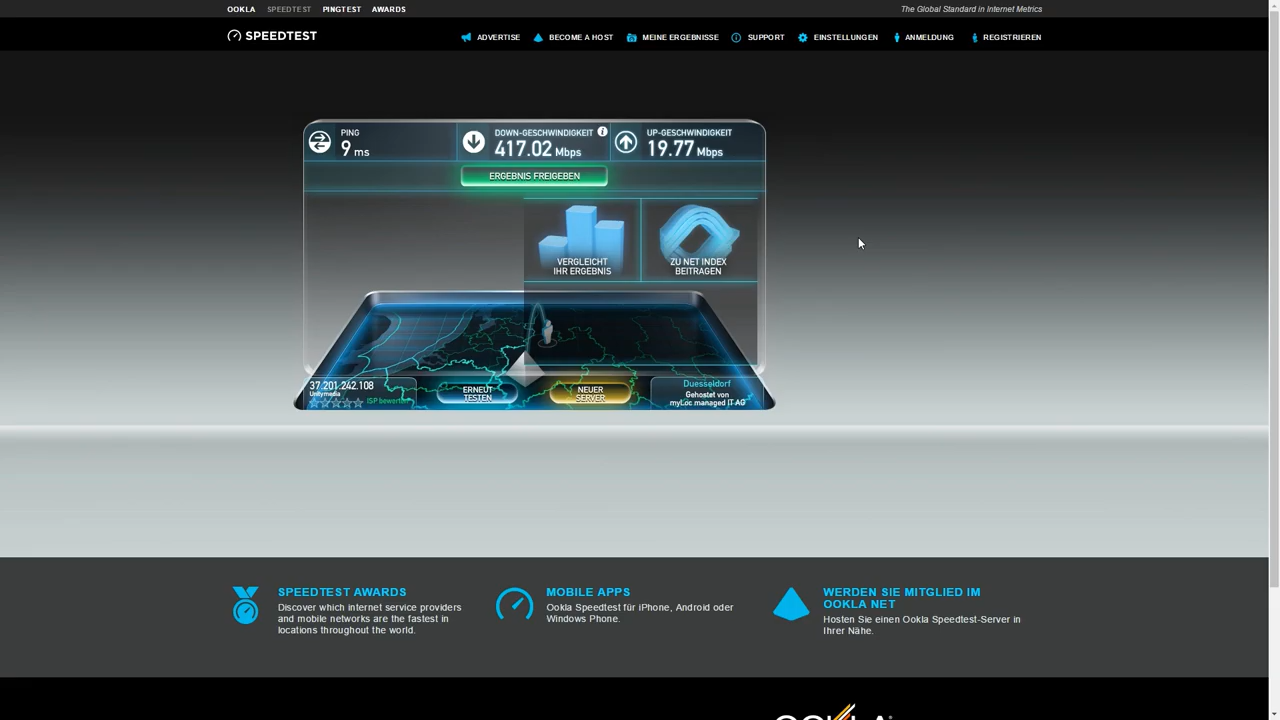 OOKLA SPEEDTEST PINGTEST AWARDS
The Global Standard in Internet Metrics
SPEEDTEST
ADVERTISE BECOME A HOST MEINE ERGEBNISSE SUPPORT EINSTELLUNGEN ANMELDUNG REGISTRIEREN
PING
9 ms
DOWN-GESCHWINDIGKEIT
417.02 Mbps
UP-GESCHWINDIGKEIT
19.77 Mbps
ERGEBNIS FREIGEBEN
VERGLEICHT
IHR ERGEBNIS
ZU NET INDEX
BEITRAGEN
37.201.242.108
Unitymedia
ISP bewerten
ERNEUT
TESTEN
NEUER
SERVER
Duesseldorf
Gehostet von
myLoc managed IT AG
SPEEDTEST AWARDS
Discover which internet service providers
and mobile networks are the fastest in
locations throughout the world.
MOBILE APPS
Ookla Speedtest für iPhone, Android oder
Windows Phone.
WERDEN SIE MITGLIED IM
OOKLA NET
Hosten Sie einen Ookla Speedtest-Server in
Ihrer Nähe.
OOKLA